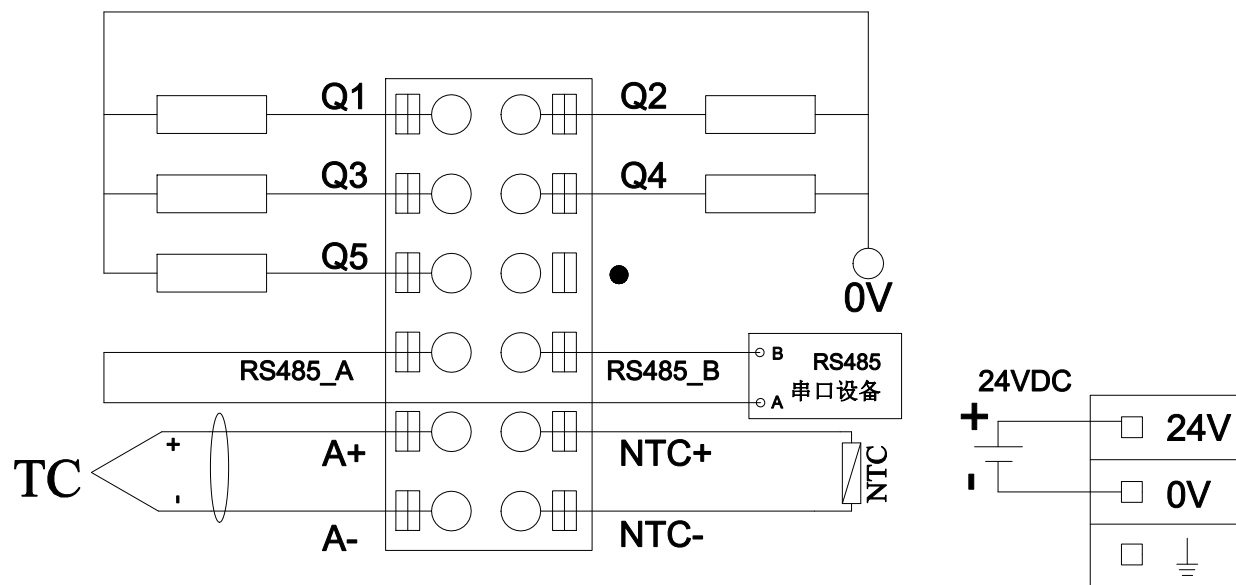 Q1
Q2
Q3
Q4
Q5
0V
RS485_A
RS485_B
B
RS485
串口设备
A
24VDC
+
-
24V
0V
TC
+
-
A+
NTC+
NTC
A-
NTC-